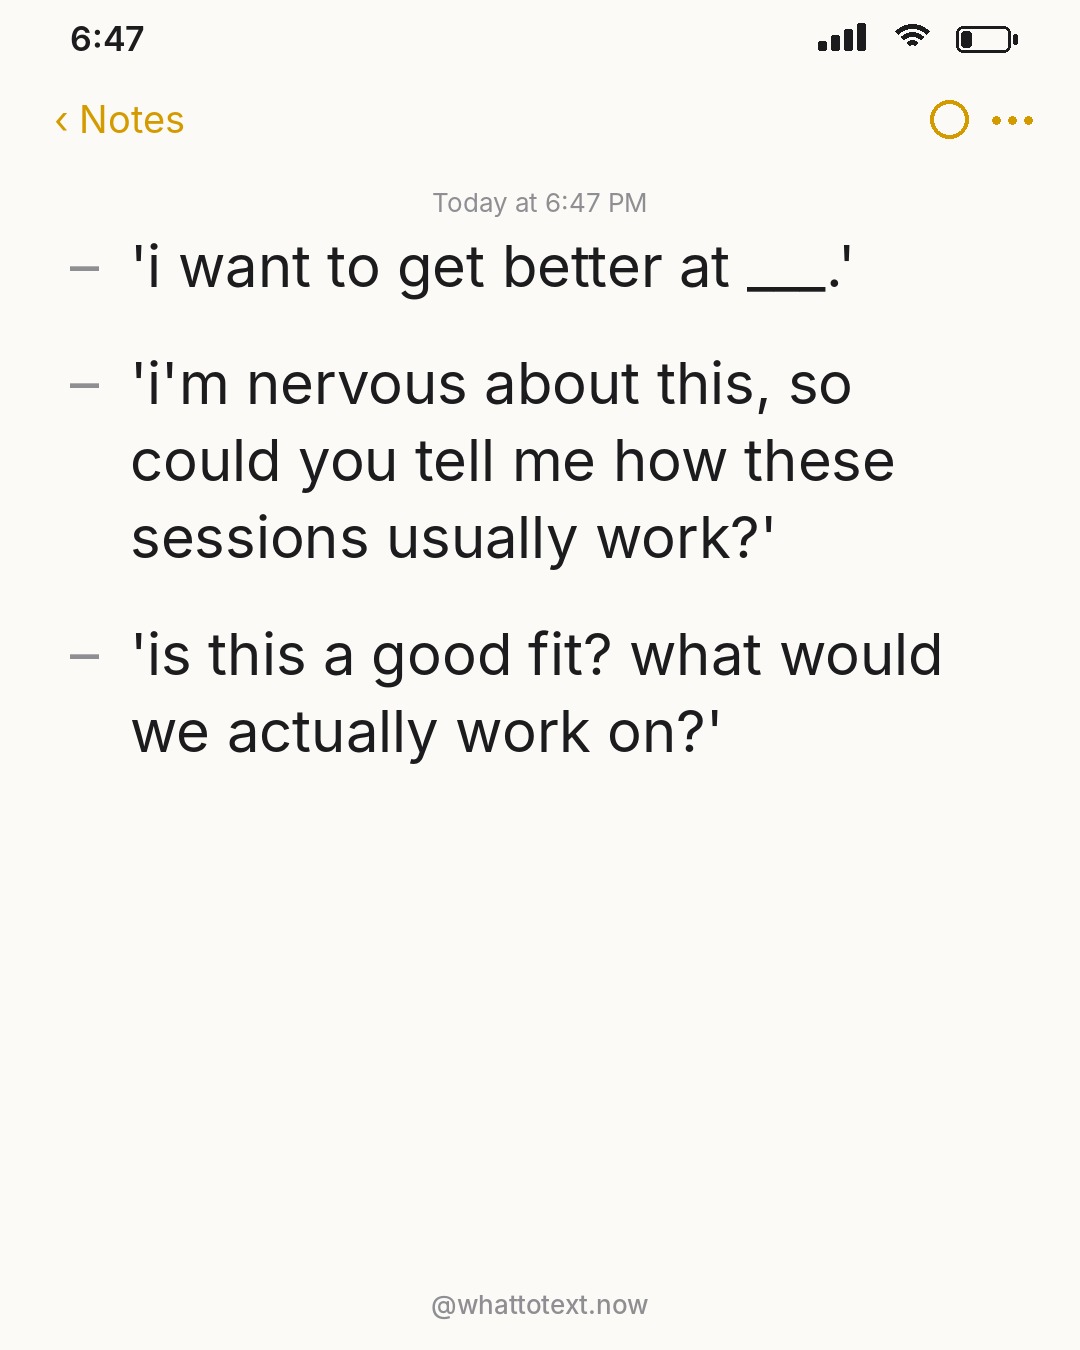 6:47
‹ Notes
Today at 6:47 PM
– 'i want to get better at ___.'
– 'i'm nervous about this, so
could you tell me how these
sessions usually work?'
– 'is this a good fit? what would
we actually work on?'
@whattotext.now